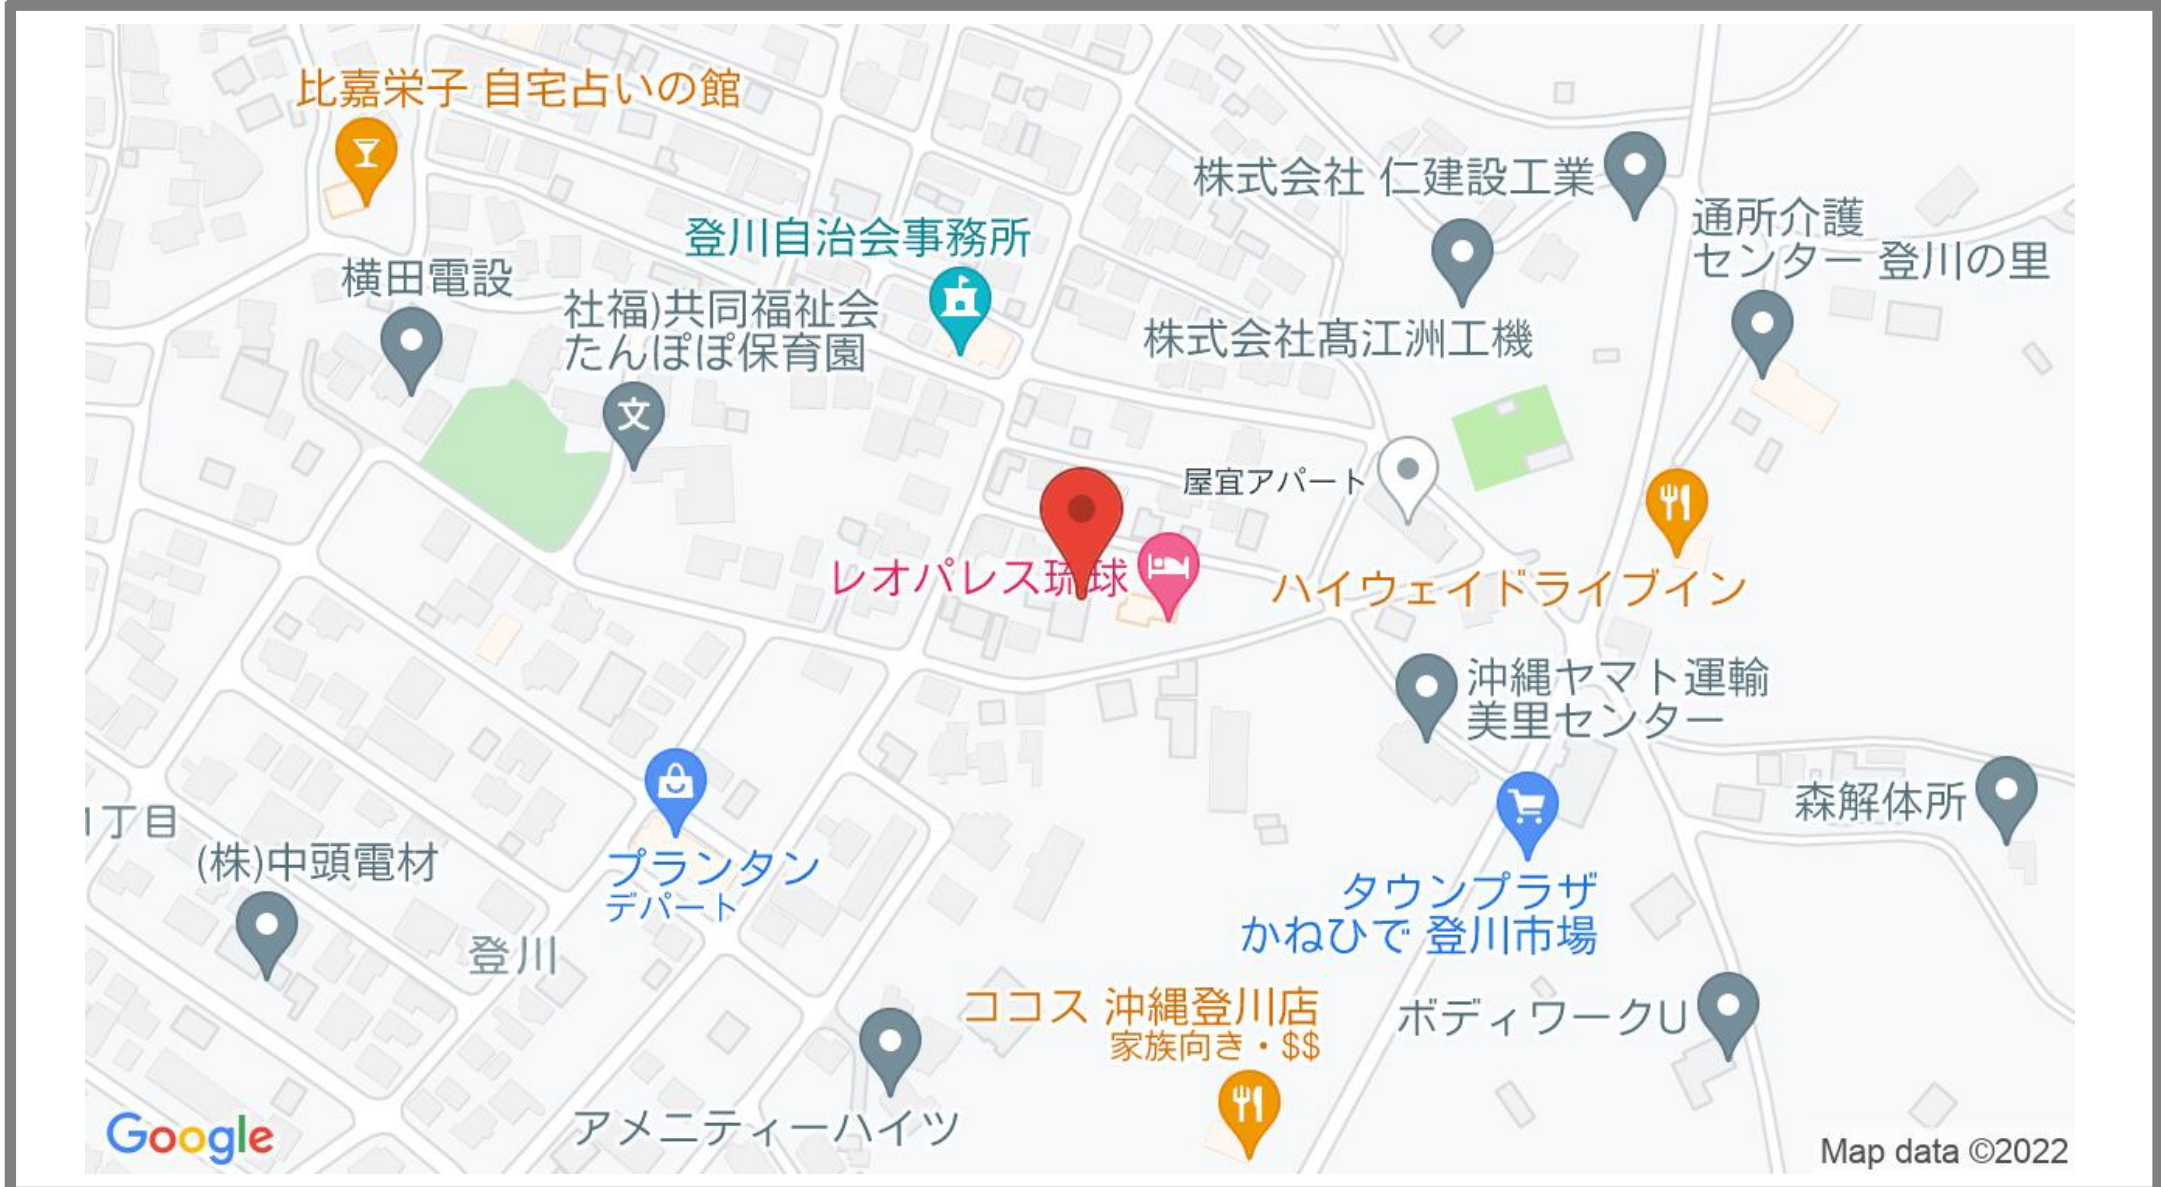 比嘉栄子 自宅占いの館
株式会社 仁建設工業
通所介護
センター 登川の里
登川自治会事務所
横田電設
社福)共同福祉会
たんぽぽ保育園
株式会社髙江洲工機
文
屋宜アパート
レオパレス琉球
ハイウェイドライブイン
沖縄ヤマト運輸
美里センター
森解体所
1丁目
(株)中頭電材
プランタン
デパート
タウンプラザ
かねひで 登川市場
登川
ココス 沖縄登川店
家族向き・$$
ボディワークU
アメニティーハイツ
Google
Map data ©2022